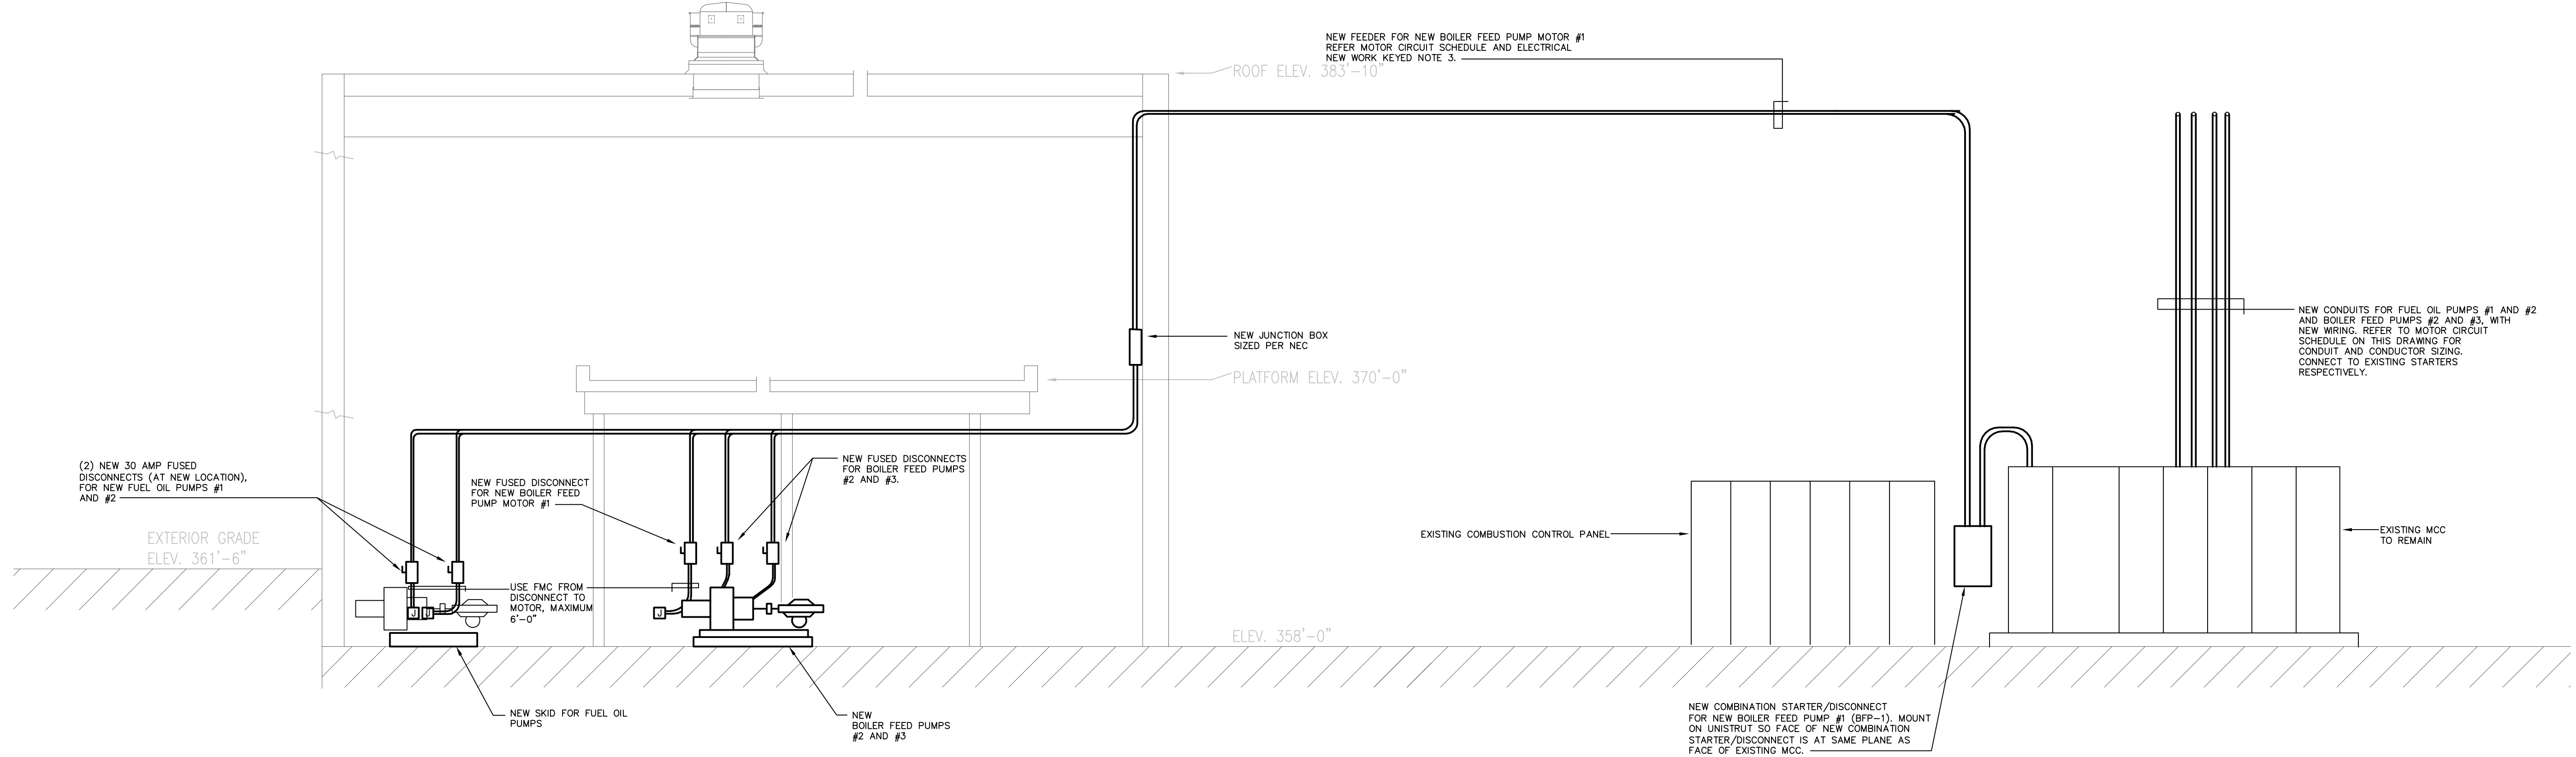 NEW FEEDER FOR NEW BOILER FEED PUMP MOTOR #1
REFER MOTOR CIRCUIT SCHEDULE AND ELECTRICAL
NEW WORK KEYED NOTE 3.
ROOF ELEV. 383'-10"
NEW CONDUITS FOR FUEL OIL PUMPS #1 AND #2
AND BOILER FEED PUMPS #2 AND #3, WITH
NEW WIRING. REFER TO MOTOR CIRCUIT
SCHEDULE ON THIS DRAWING FOR
CONDUIT AND CONDUCTOR SIZING.
CONNECT TO EXISTING STARTERS
RESPECTIVELY.
NEW JUNCTION BOX
SIZED PER NEC
PLATFORM ELEV. 370'-0"
(2) NEW 30 AMP FUSED
DISCONNECTS (AT NEW LOCATION),
FOR NEW FUEL OIL PUMPS #1
AND #2
NEW FUSED DISCONNECT
FOR NEW BOILER FEED
PUMP MOTOR #1
NEW FUSED DISCONNECTS
FOR BOILER FEED PUMPS
#2 AND #3.
EXTERIOR GRADE
ELEV. 361'-6"
EXISTING COMBUSTION CONTROL PANEL
EXISTING MCC
TO REMAIN
USE FMC FROM
DISCONNECT TO
MOTOR, MAXIMUM
6'-0"
J
J
J
ELEV. 358'-0"
NEW SKID FOR FUEL OIL
PUMPS
NEW
BOILER FEED PUMPS
#2 AND #3
NEW COMBINATION STARTER/DISCONNECT
FOR NEW BOILER FEED PUMP #1 (BFP-1). MOUNT
ON UNISTRUT SO FACE OF NEW COMBINATION
STARTER/DISCONNECT IS AT SAME PLANE AS
FACE OF EXISTING MCC.